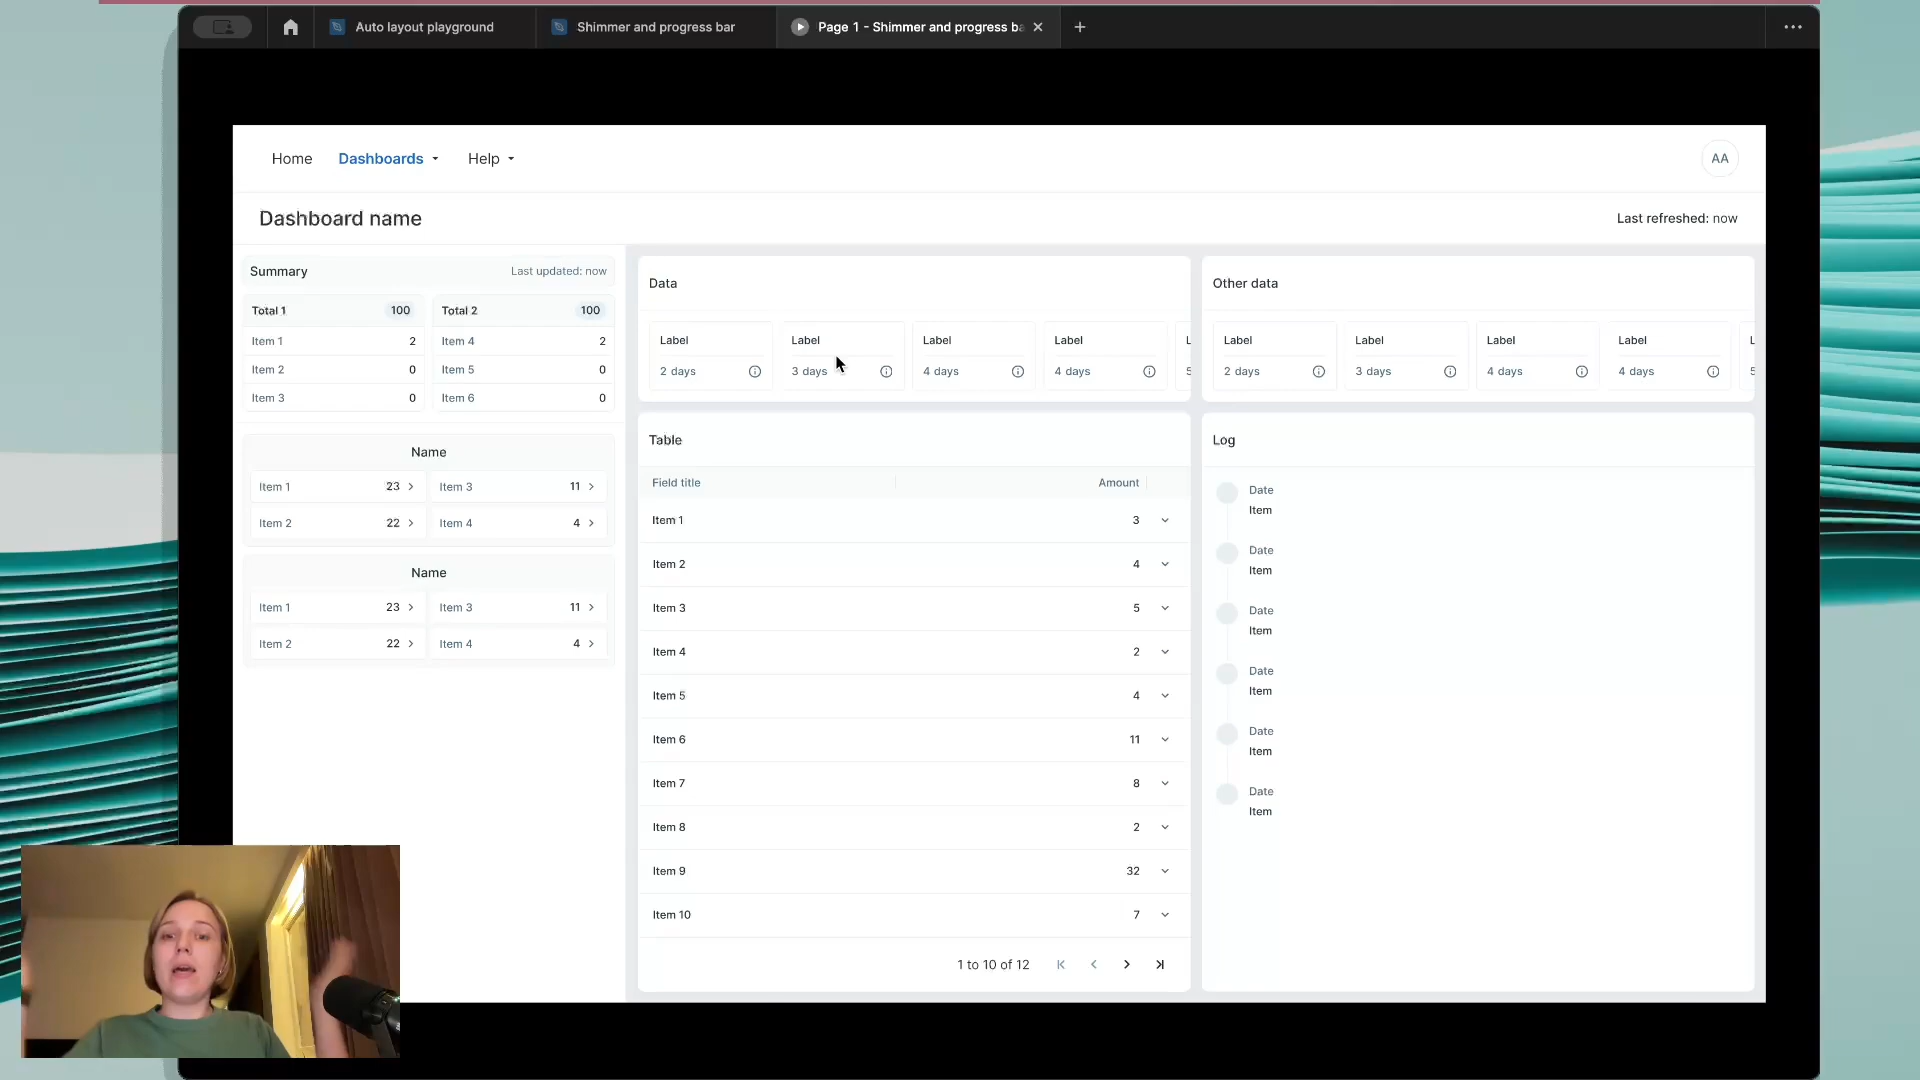 Auto layout playground
Shimmer and progress bar
Page 1 - Shimmer and progress ba
Home
Dashboards
Help
AA
Dashboard name
Last refreshed: now
Summary
Last updated: now
Total 1 100
Item 1 2
Item 2 0
Item 3 0
Total 2 100
Item 4 2
Item 5 0
Item 6 0
Name
Item 1 23
Item 3 11
Item 2 22
Item 4 4
Name
Item 1 23
Item 3 11
Item 2 22
Item 4 4
Data
Label
2 days
Label
3 days
Label
4 days
Label
4 days
L
5
Other data
Label
2 days
Label
3 days
Label
4 days
Label
4 days
L
5
Table
Field title Amount
Item 1 3
Item 2 4
Item 3 5
Item 4 2
Item 5 4
Item 6 11
Item 7 8
Item 8 2
Item 9 32
Item 10 7
1 to 10 of 12
Log
Date
Item
Date
Item
Date
Item
Date
Item
Date
Item
Date
Item